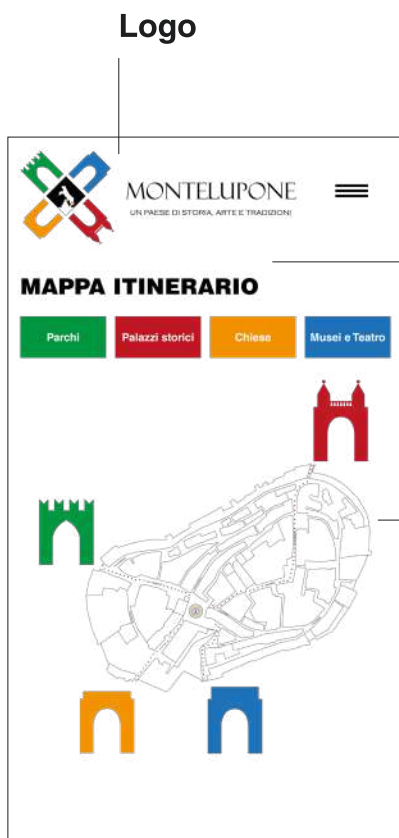 Logo
MONTELUPONE
UN PAESE DI STORIA, ARTE E TRADIZIONI
MAPPA ITINERARIO
Parchi
Palazzi storici
Chiese
Musei e Teatro